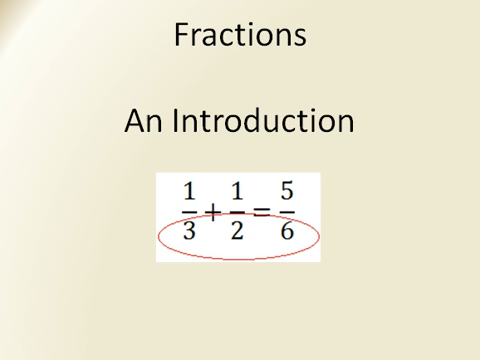 Fractions
An Introduction
1/3 + 1/2 = 5/6